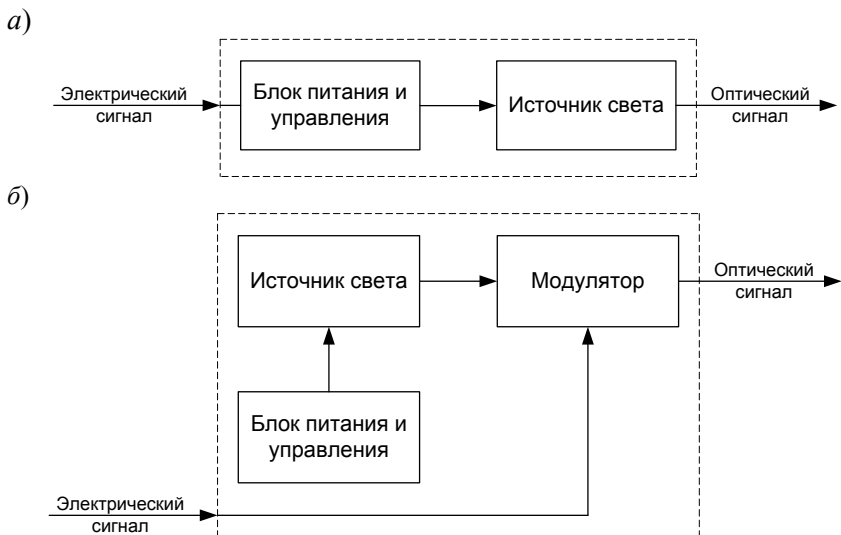 а)
Электрический
сигнал
Блок питания и
управления
Источник света
Оптический
сигнал
б)
Источник света
Модулятор
Оптический
сигнал
Блок питания и
управления
Электрический
сигнал